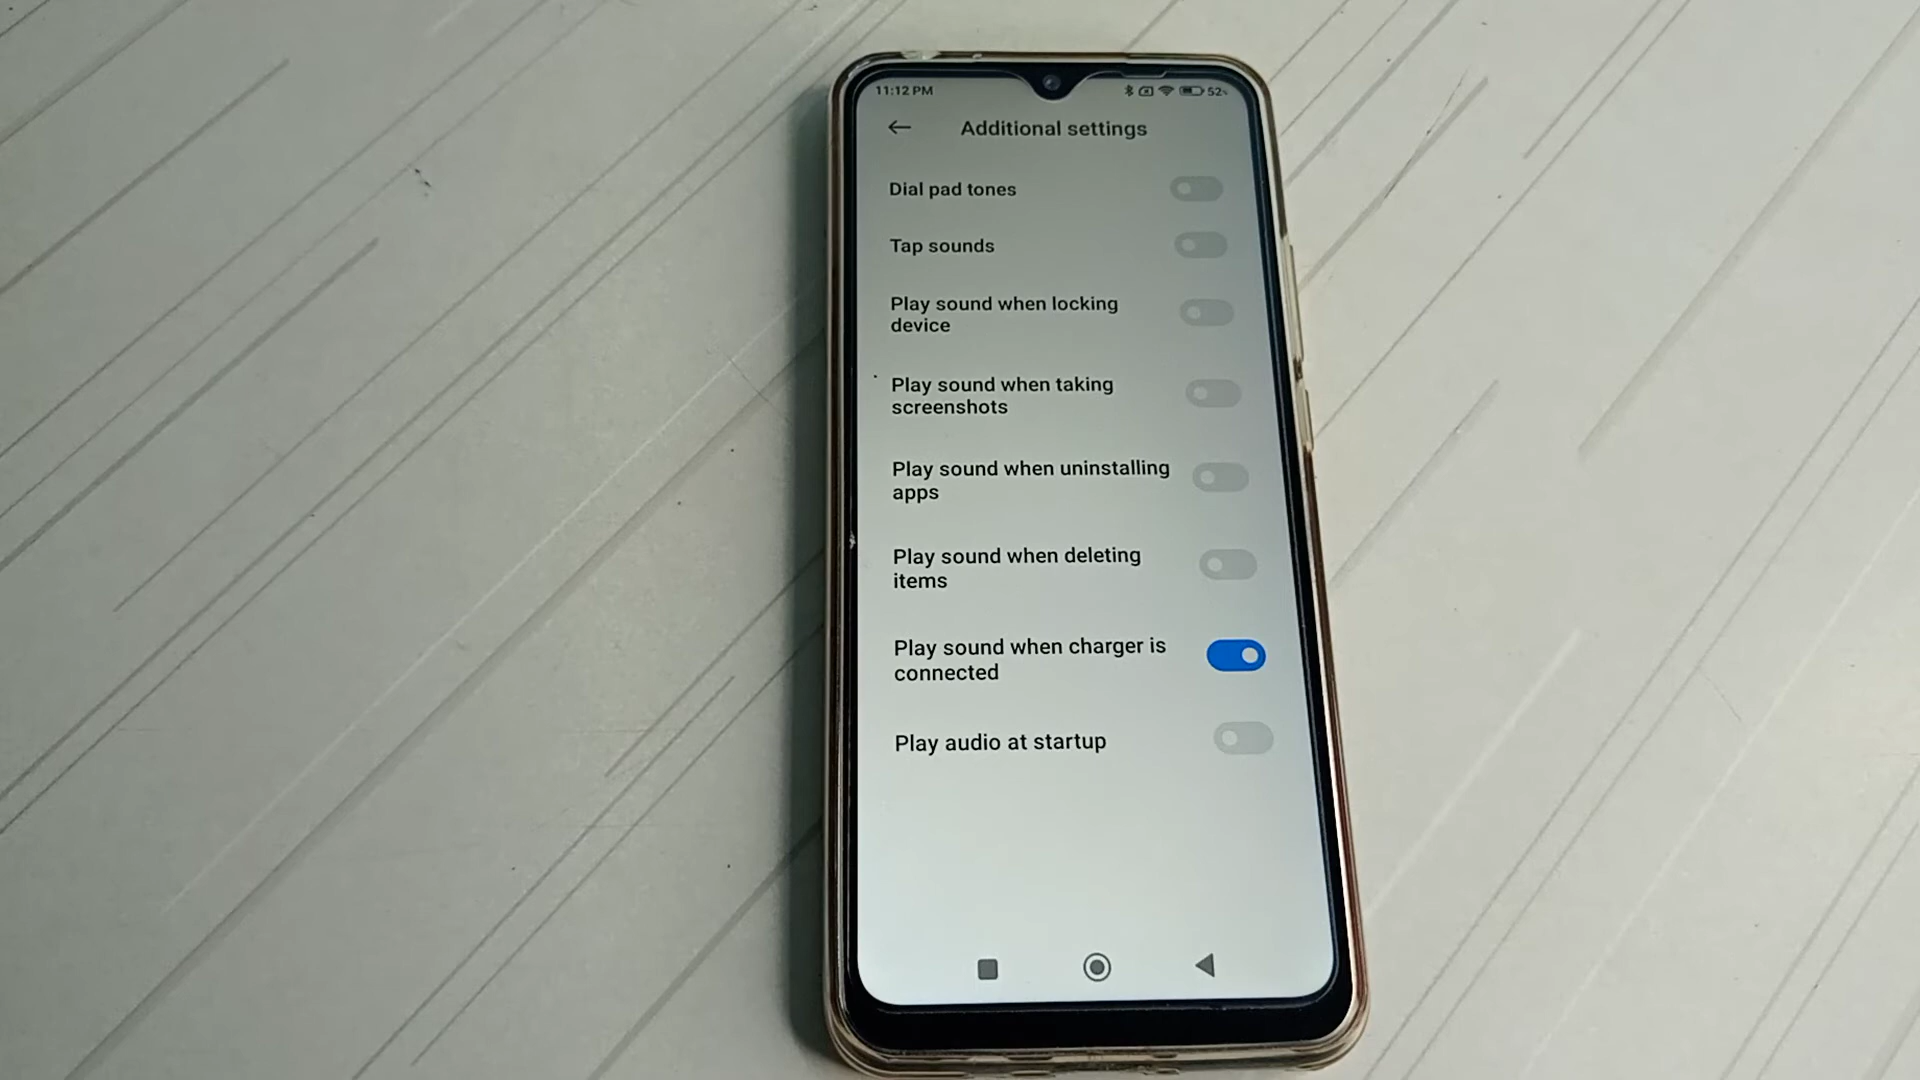 11:12 PM 52%
Additional settings
Dial pad tones
Tap sounds
Play sound when locking
device
Play sound when taking
screenshots
Play sound when uninstalling
apps
Play sound when deleting
items
Play sound when charger is
connected
Play audio at startup